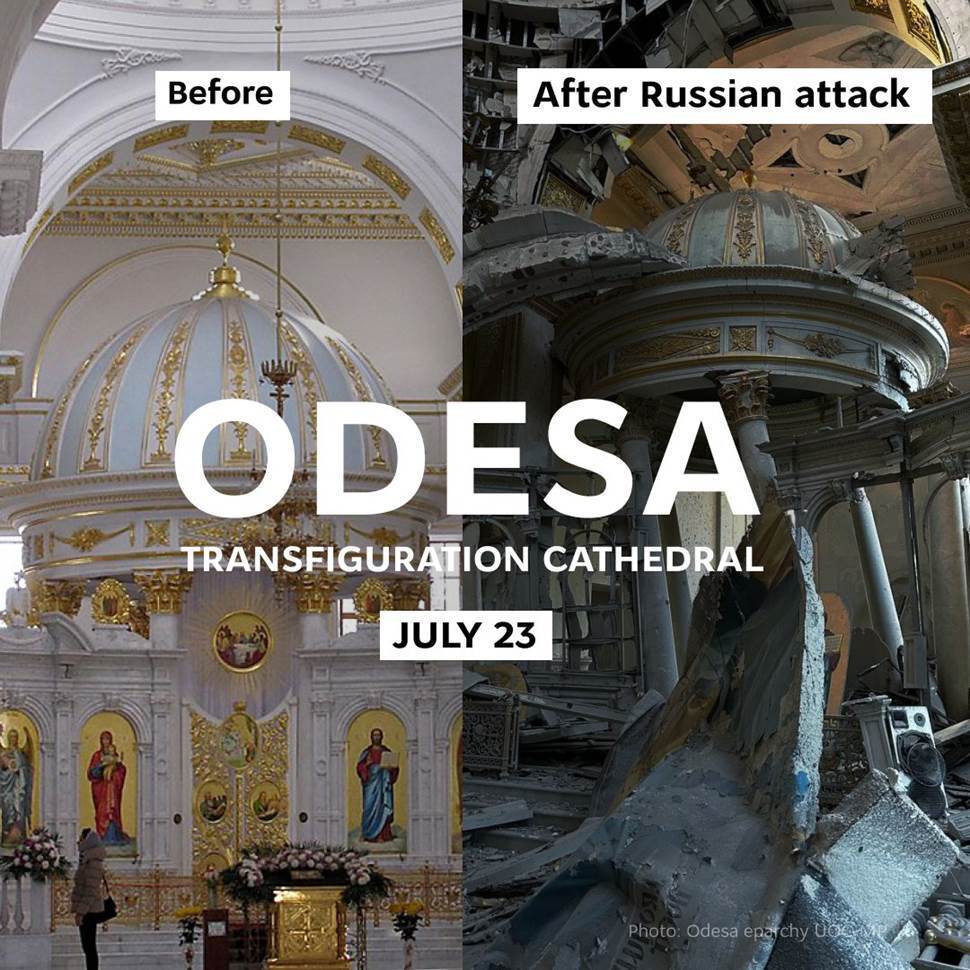 Before
After Russian attack
ODESA
TRANSFIGURATION CATHEDRAL
JULY 23
Photo: Odesa eparchy UOC MP